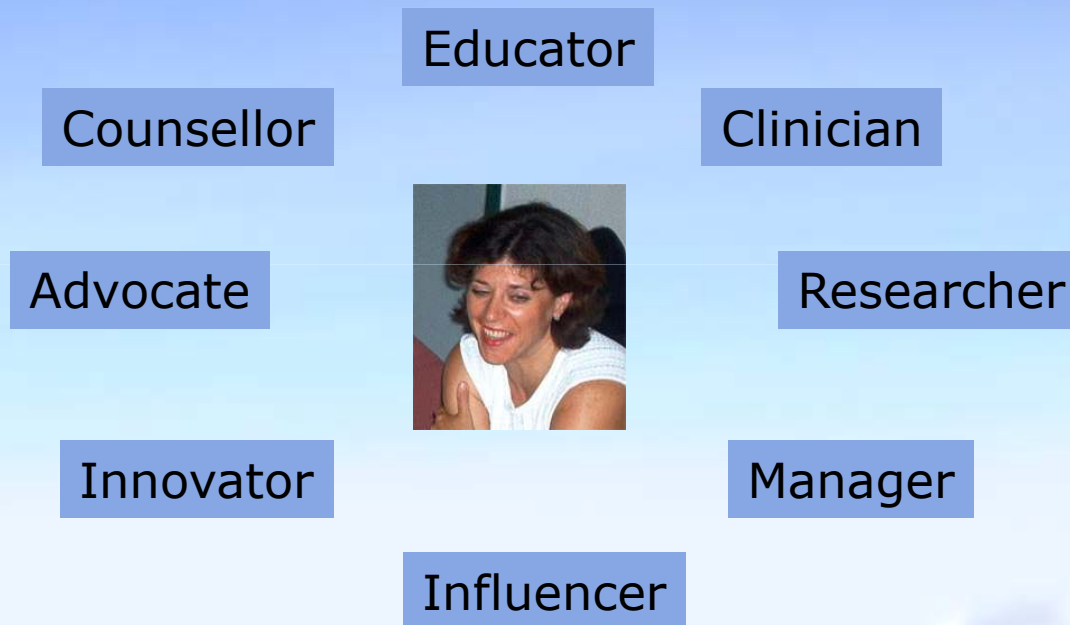 Educator
Counsellor
Clinician
Advocate
Researcher
Innovator
Manager
Influencer